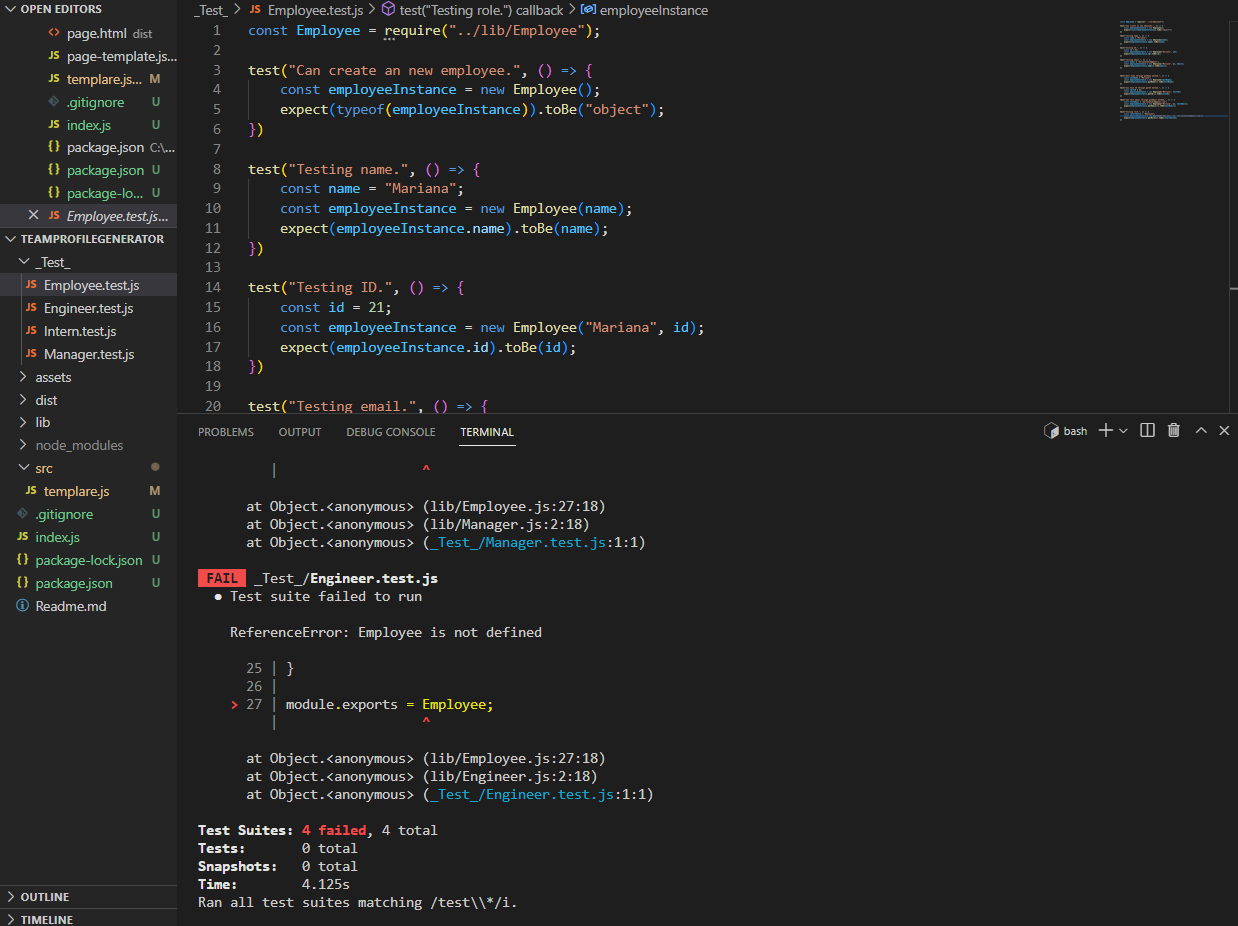 OPEN EDITORS
page.html dist
JS page-template.js...
JS templare.js... M
.gitignore U
JS index.js U
{} package.json C:\...
{} package.json U
{} package-lo... U
JS Employee.test.js...
TEAMPROFILEGENERATOR
_Test_
JS Employee.test.js
JS Engineer.test.js
JS Intern.test.js
JS Manager.test.js
assets
dist
lib
node_modules
src
JS templare.js M
.gitignore U
JS index.js U
{} package-lock.json U
{} package.json U
Readme.md
OUTLINE
TIMELINE
_Test_ > JS Employee.test.js > test("Testing role.") callback > employeeInstance
1 const Employee = require("../lib/Employee");
2
3 test("Can create an new employee.", () => {
4 const employeeInstance = new Employee();
5 expect(typeof(employeeInstance)).toBe("object");
6 })
7
8 test("Testing name.", () => {
9 const name = "Mariana";
10 const employeeInstance = new Employee(name);
11 expect(employeeInstance.name).toBe(name);
12 })
13
14 test("Testing ID.", () => {
15 const id = 21;
16 const employeeInstance = new Employee("Mariana", id);
17 expect(employeeInstance.id).toBe(id);
18 })
19
20 test("Testing email.", () => {
PROBLEMS OUTPUT DEBUG CONSOLE TERMINAL bash
| ^
at Object.<anonymous> (lib/Employee.js:27:18)
at Object.<anonymous> (lib/Manager.js:2:18)
at Object.<anonymous> (_Test_/Manager.test.js:1:1)
FAIL _Test_/Engineer.test.js
● Test suite failed to run
ReferenceError: Employee is not defined
25 | }
26 |
> 27 | module.exports = Employee;
| ^
at Object.<anonymous> (lib/Employee.js:27:18)
at Object.<anonymous> (lib/Engineer.js:2:18)
at Object.<anonymous> (_Test_/Engineer.test.js:1:1)
Test Suites: 4 failed, 4 total
Tests: 0 total
Snapshots: 0 total
Time: 4.125s
Ran all test suites matching /test\\*/i.